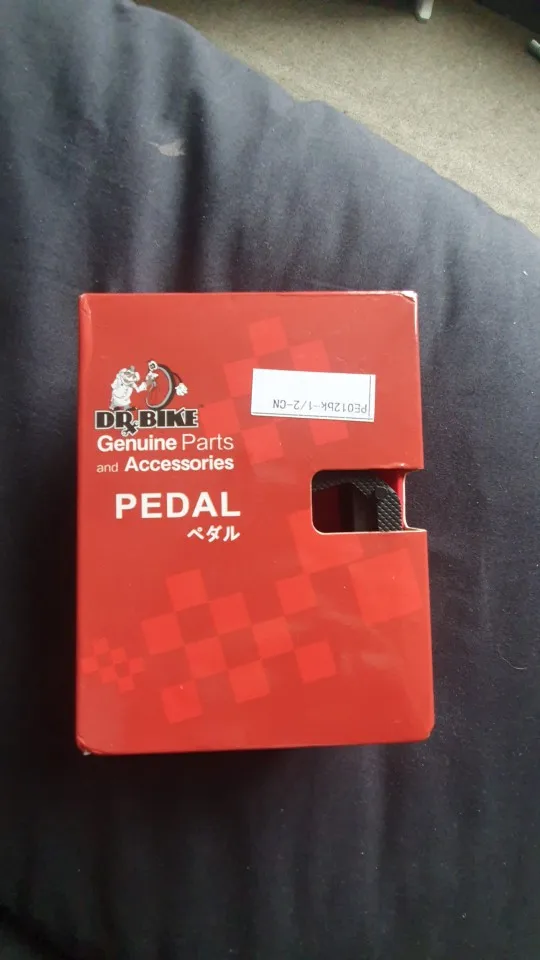 DR.BIKE
Genuine Parts
and Accessories
PEDAL
ペダル
PE012bk-1/2-CN